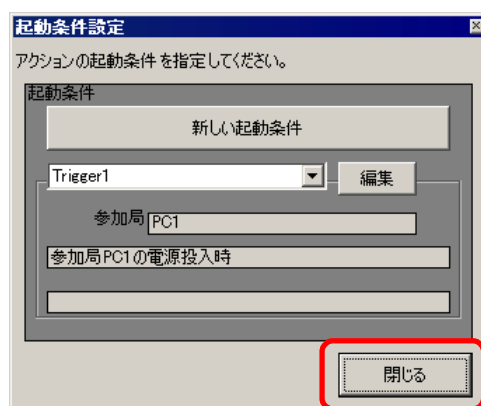 起動条件設定
アクションの起動条件を指定してください。
起動条件
新しい起動条件
Trigger1
編集
参加局
PC1
参加局PC1の電源投入時
閉じる